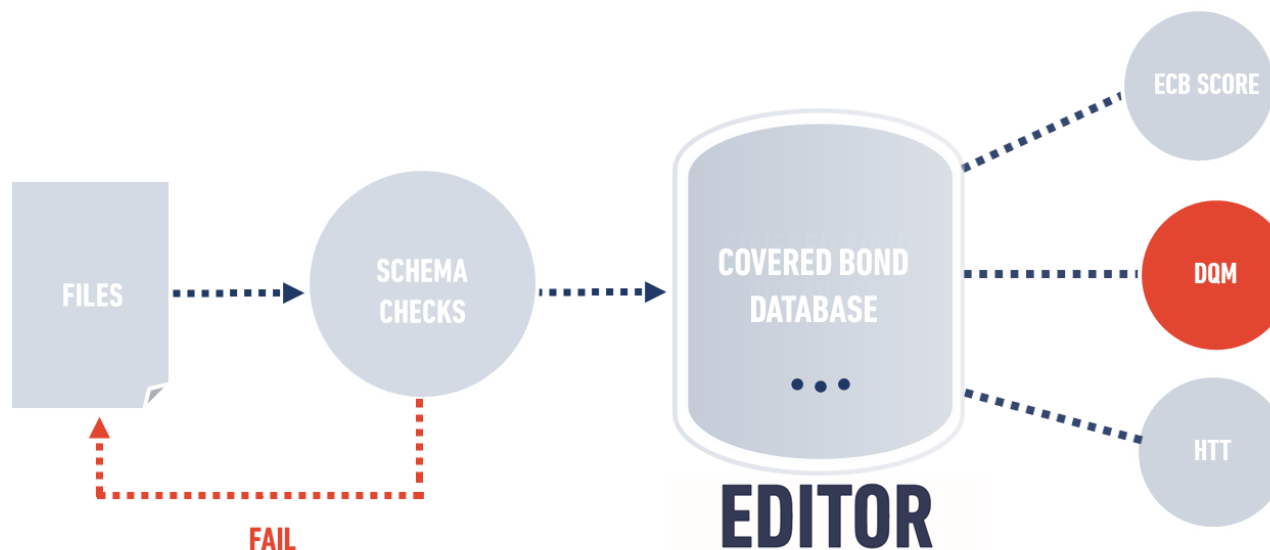 ECB SCORE
FILES
SCHEMA
CHECKS
COVERED BOND
DATABASE
DQM
HTT
EDITOR
FAIL